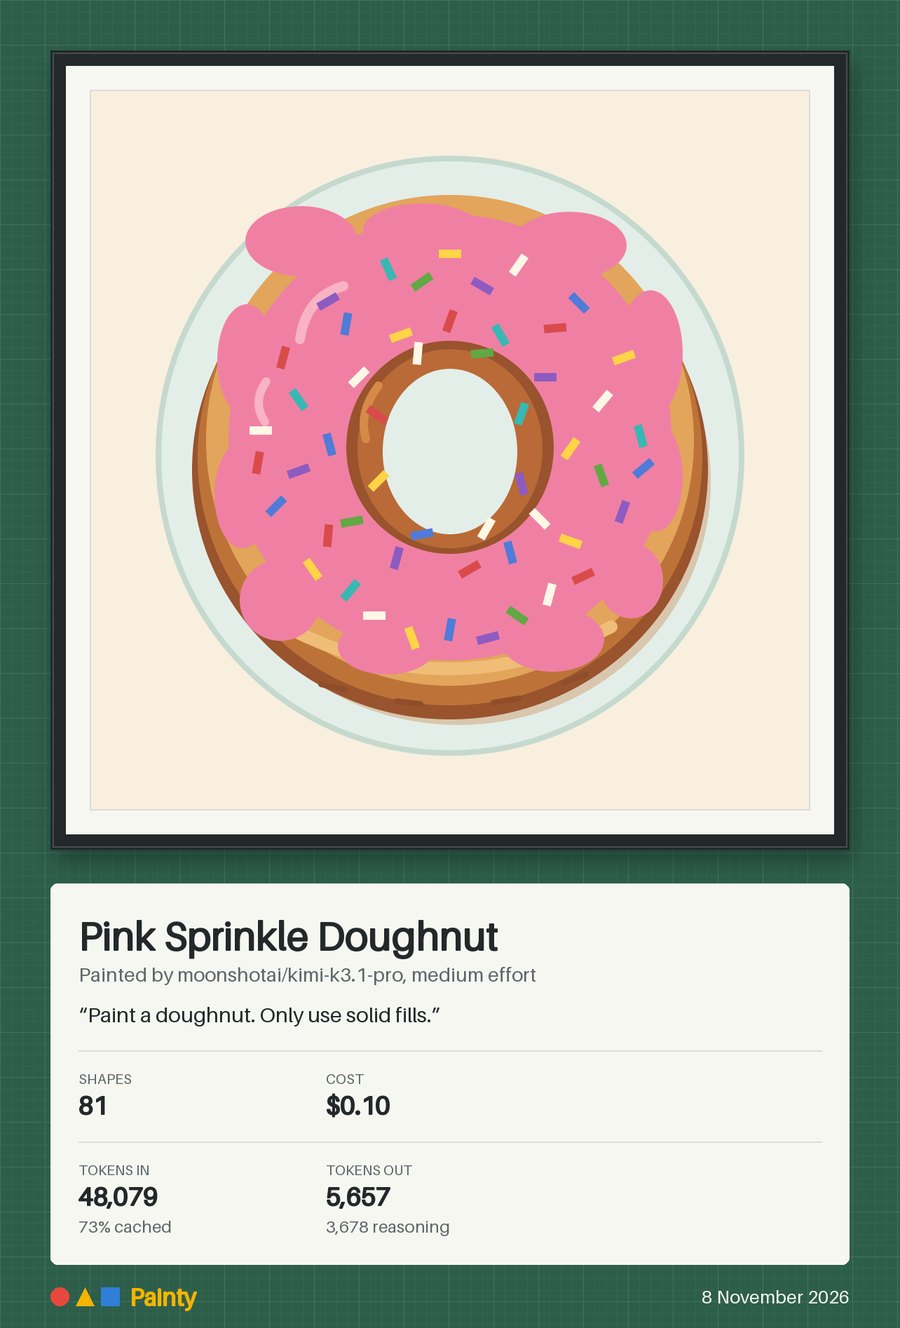 Pink Sprinkle Doughnut
Painted by moonshotai/kimi-k3.1-pro, medium effort
“Paint a doughnut. Only use solid fills.”
SHAPES COST
81 $0.10
TOKENS IN TOKENS OUT
48,079 5,657
73% cached 3,678 reasoning
Painty 8 November 2026